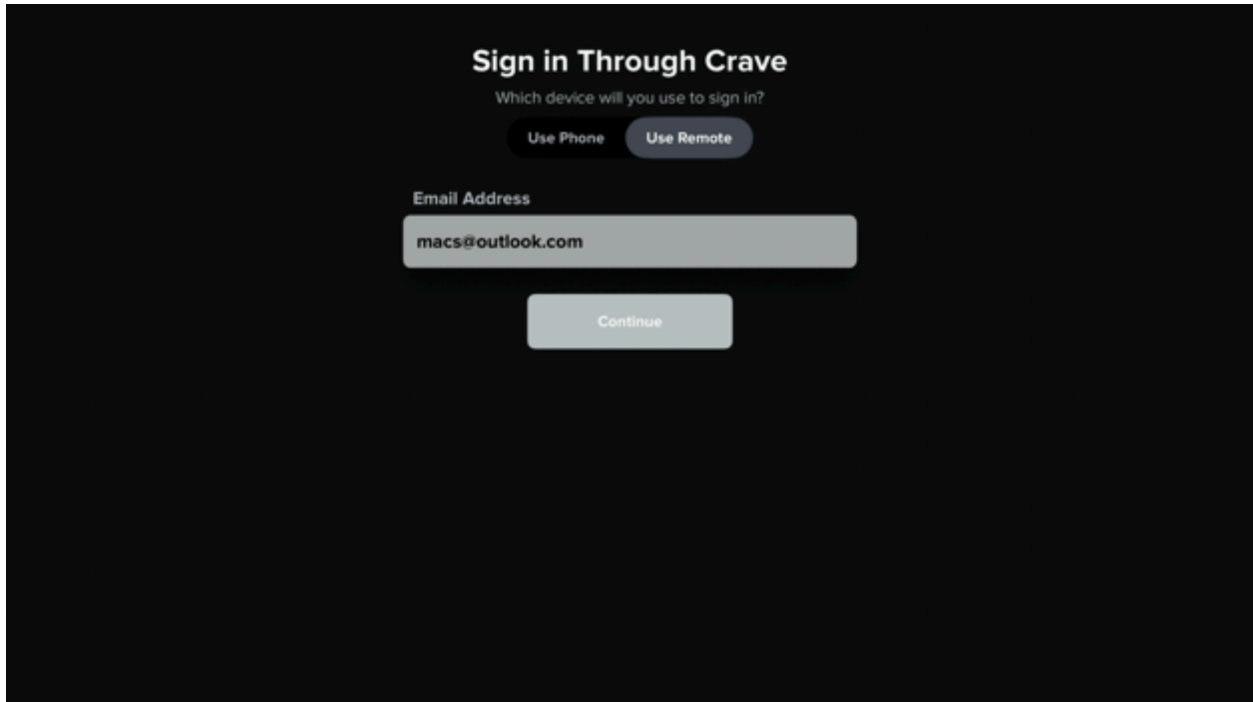 Sign in Through Crave
Which device will you use to sign in?
Use Phone Use Remote
Email Address
macs@outlook.com
Continue